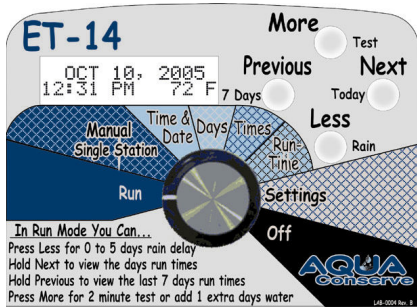 ET-14
More
Test
OCT 10, 2005
12:31 PM 72 F
Previous
Next
7 Days
Today
Less
Rain
Manual
Single Station
Time &
Date
Days
Times
Run-
Time
Settings
Run
Off
In Run Mode You Can...
Press Less for 0 to 5 days rain delay
Hold Next to view the days run times
Hold Previous to view the last 7 days run times
Press More for 2 minute test or add 1 extra days water
AQUA
Conserve
LAB-0004 Rev. B